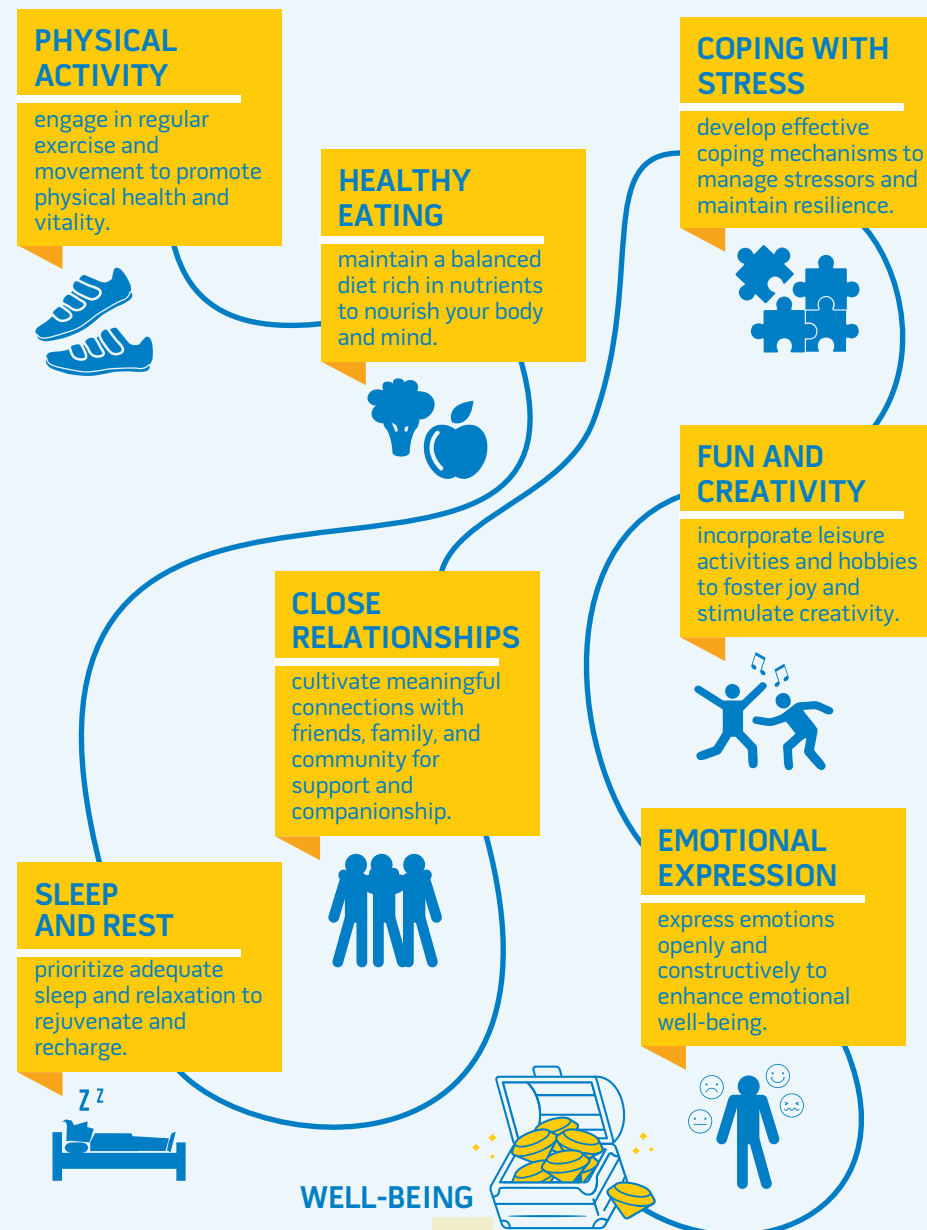 PHYSICAL
ACTIVITY
engage in regular
exercise and
movement to promote
physical health and
vitality.
HEALTHY
EATING
maintain a balanced
diet rich in nutrients
to nourish your body
and mind.
SLEEP
AND REST
prioritize adequate
sleep and relaxation to
rejuvenate and
recharge.
Z Z
CLOSE
RELATIONSHIPS
cultivate meaningful
connections with
friends, family, and
community for
support and
companionship.
COPING WITH
STRESS
develop effective
coping mechanisms to
manage stressors and
maintain resilience.
FUN AND
CREATIVITY
incorporate leisure
activities and hobbies
to foster joy and
stimulate creativity.
EMOTIONAL
EXPRESSION
express emotions
openly and
constructively to
enhance emotional
well-being.
WELL-BEING